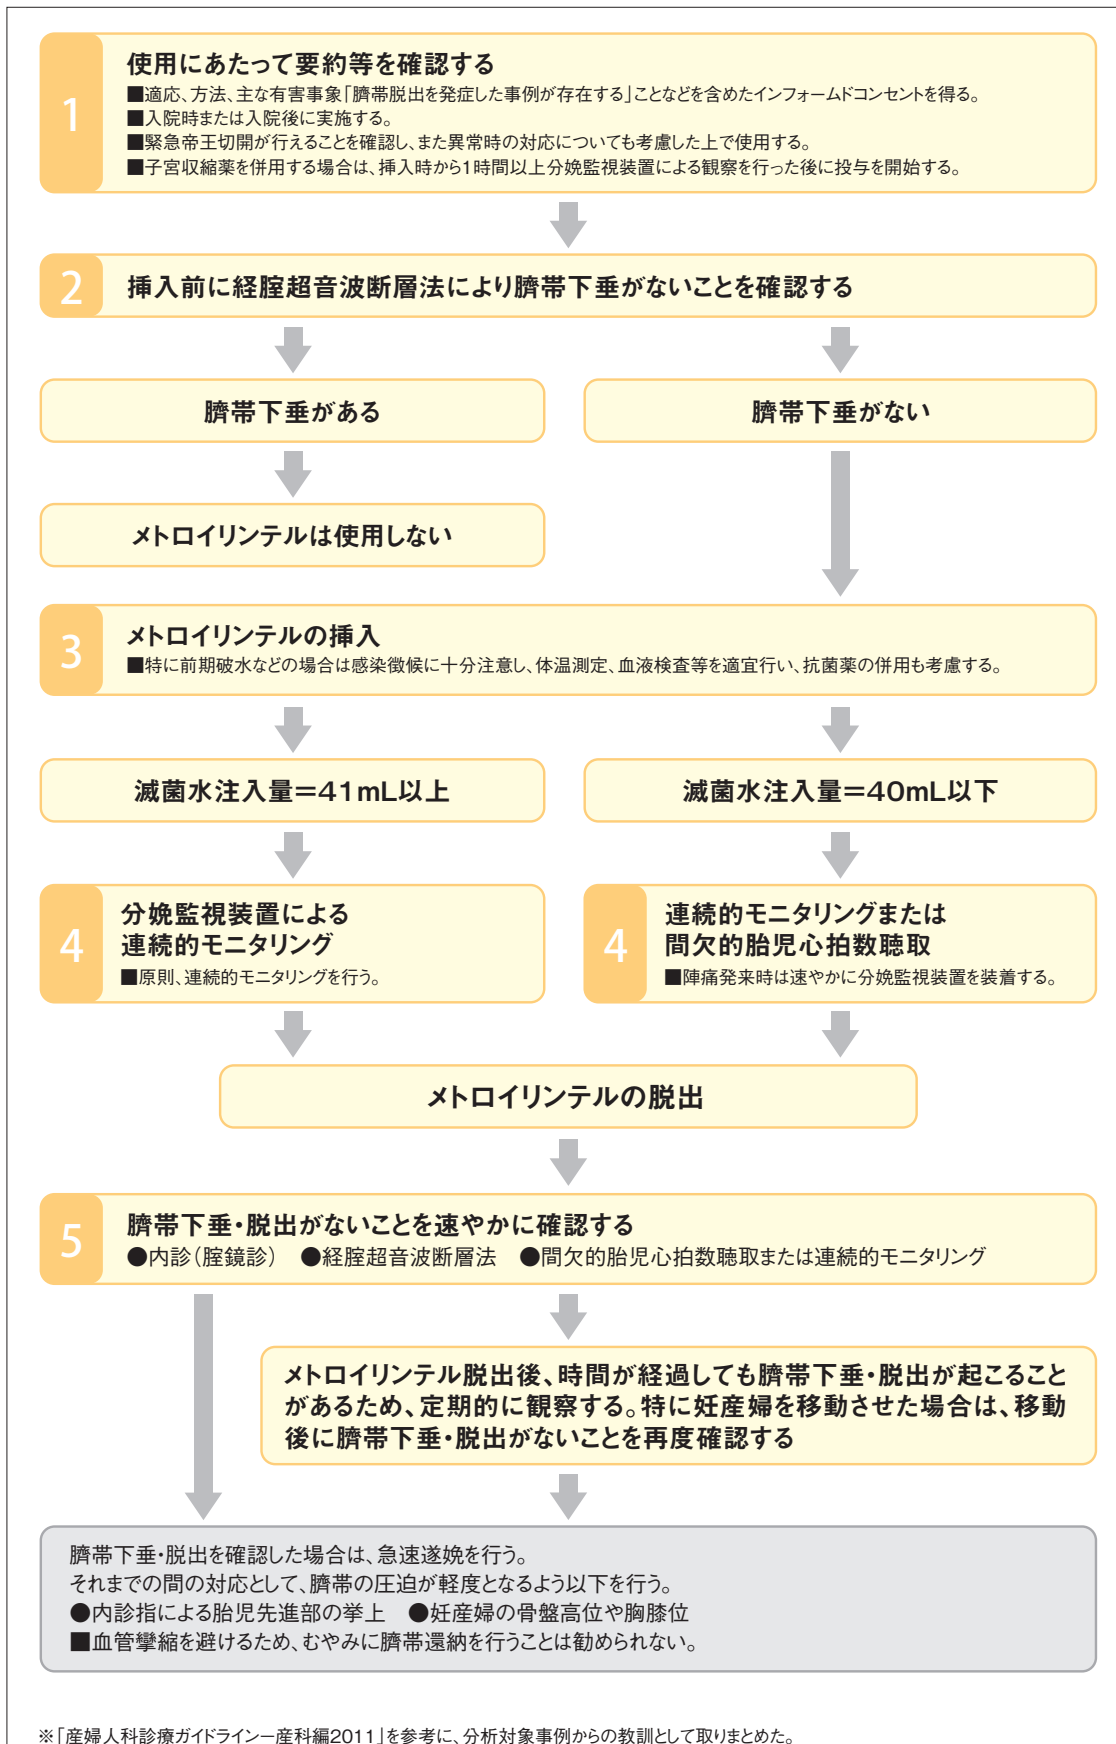 1
使用にあたって要約等を確認する
■適応、方法、主な有害事象「臍帯脱出を発症した事例が存在する」ことなどを含めたインフォームドコンセントを得る。
■入院時または入院後に実施する。
■緊急帝王切開が行えることを確認し、また異常時の対応についても考慮した上で使用する。
■子宮収縮薬を併用する場合は、挿入時から1時間以上分娩監視装置による観察を行った後に投与を開始する。
2
挿入前に経腟超音波断層法により臍帯下垂がないことを確認する
臍帯下垂がある
臍帯下垂がない
メトロイリンテルは使用しない
3
メトロイリンテルの挿入
■特に前期破水などの場合は感染徴候に十分注意し、体温測定、血液検査等を適宜行い、抗菌薬の併用も考慮する。
滅菌水注入量＝41mL以上
滅菌水注入量＝40mL以下
4
分娩監視装置による
連続的モニタリング
■原則、連続的モニタリングを行う。
4
連続的モニタリングまたは
間欠的胎児心拍数聴取
■陣痛発来時は速やかに分娩監視装置を装着する。
メトロイリンテルの脱出
5
臍帯下垂・脱出がないことを速やかに確認する
●内診（腟鏡診）　●経腟超音波断層法　●間欠的胎児心拍数聴取または連続的モニタリング
メトロイリンテル脱出後、時間が経過しても臍帯下垂・脱出が起こること
があるため、定期的に観察する。特に妊産婦を移動させた場合は、移動
後に臍帯下垂・脱出がないことを再度確認する
臍帯下垂・脱出を確認した場合は、急速遂娩を行う。
それまでの間の対応として、臍帯の圧迫が軽度となるよう以下を行う。
●内診指による胎児先進部の挙上　●妊産婦の骨盤高位や胸膝位
■血管攣縮を避けるため、むやみに臍帯還納を行うことは勧められない。
※「産婦人科診療ガイドライン－産科編2011」を参考に、分析対象事例からの教訓として取りまとめた。